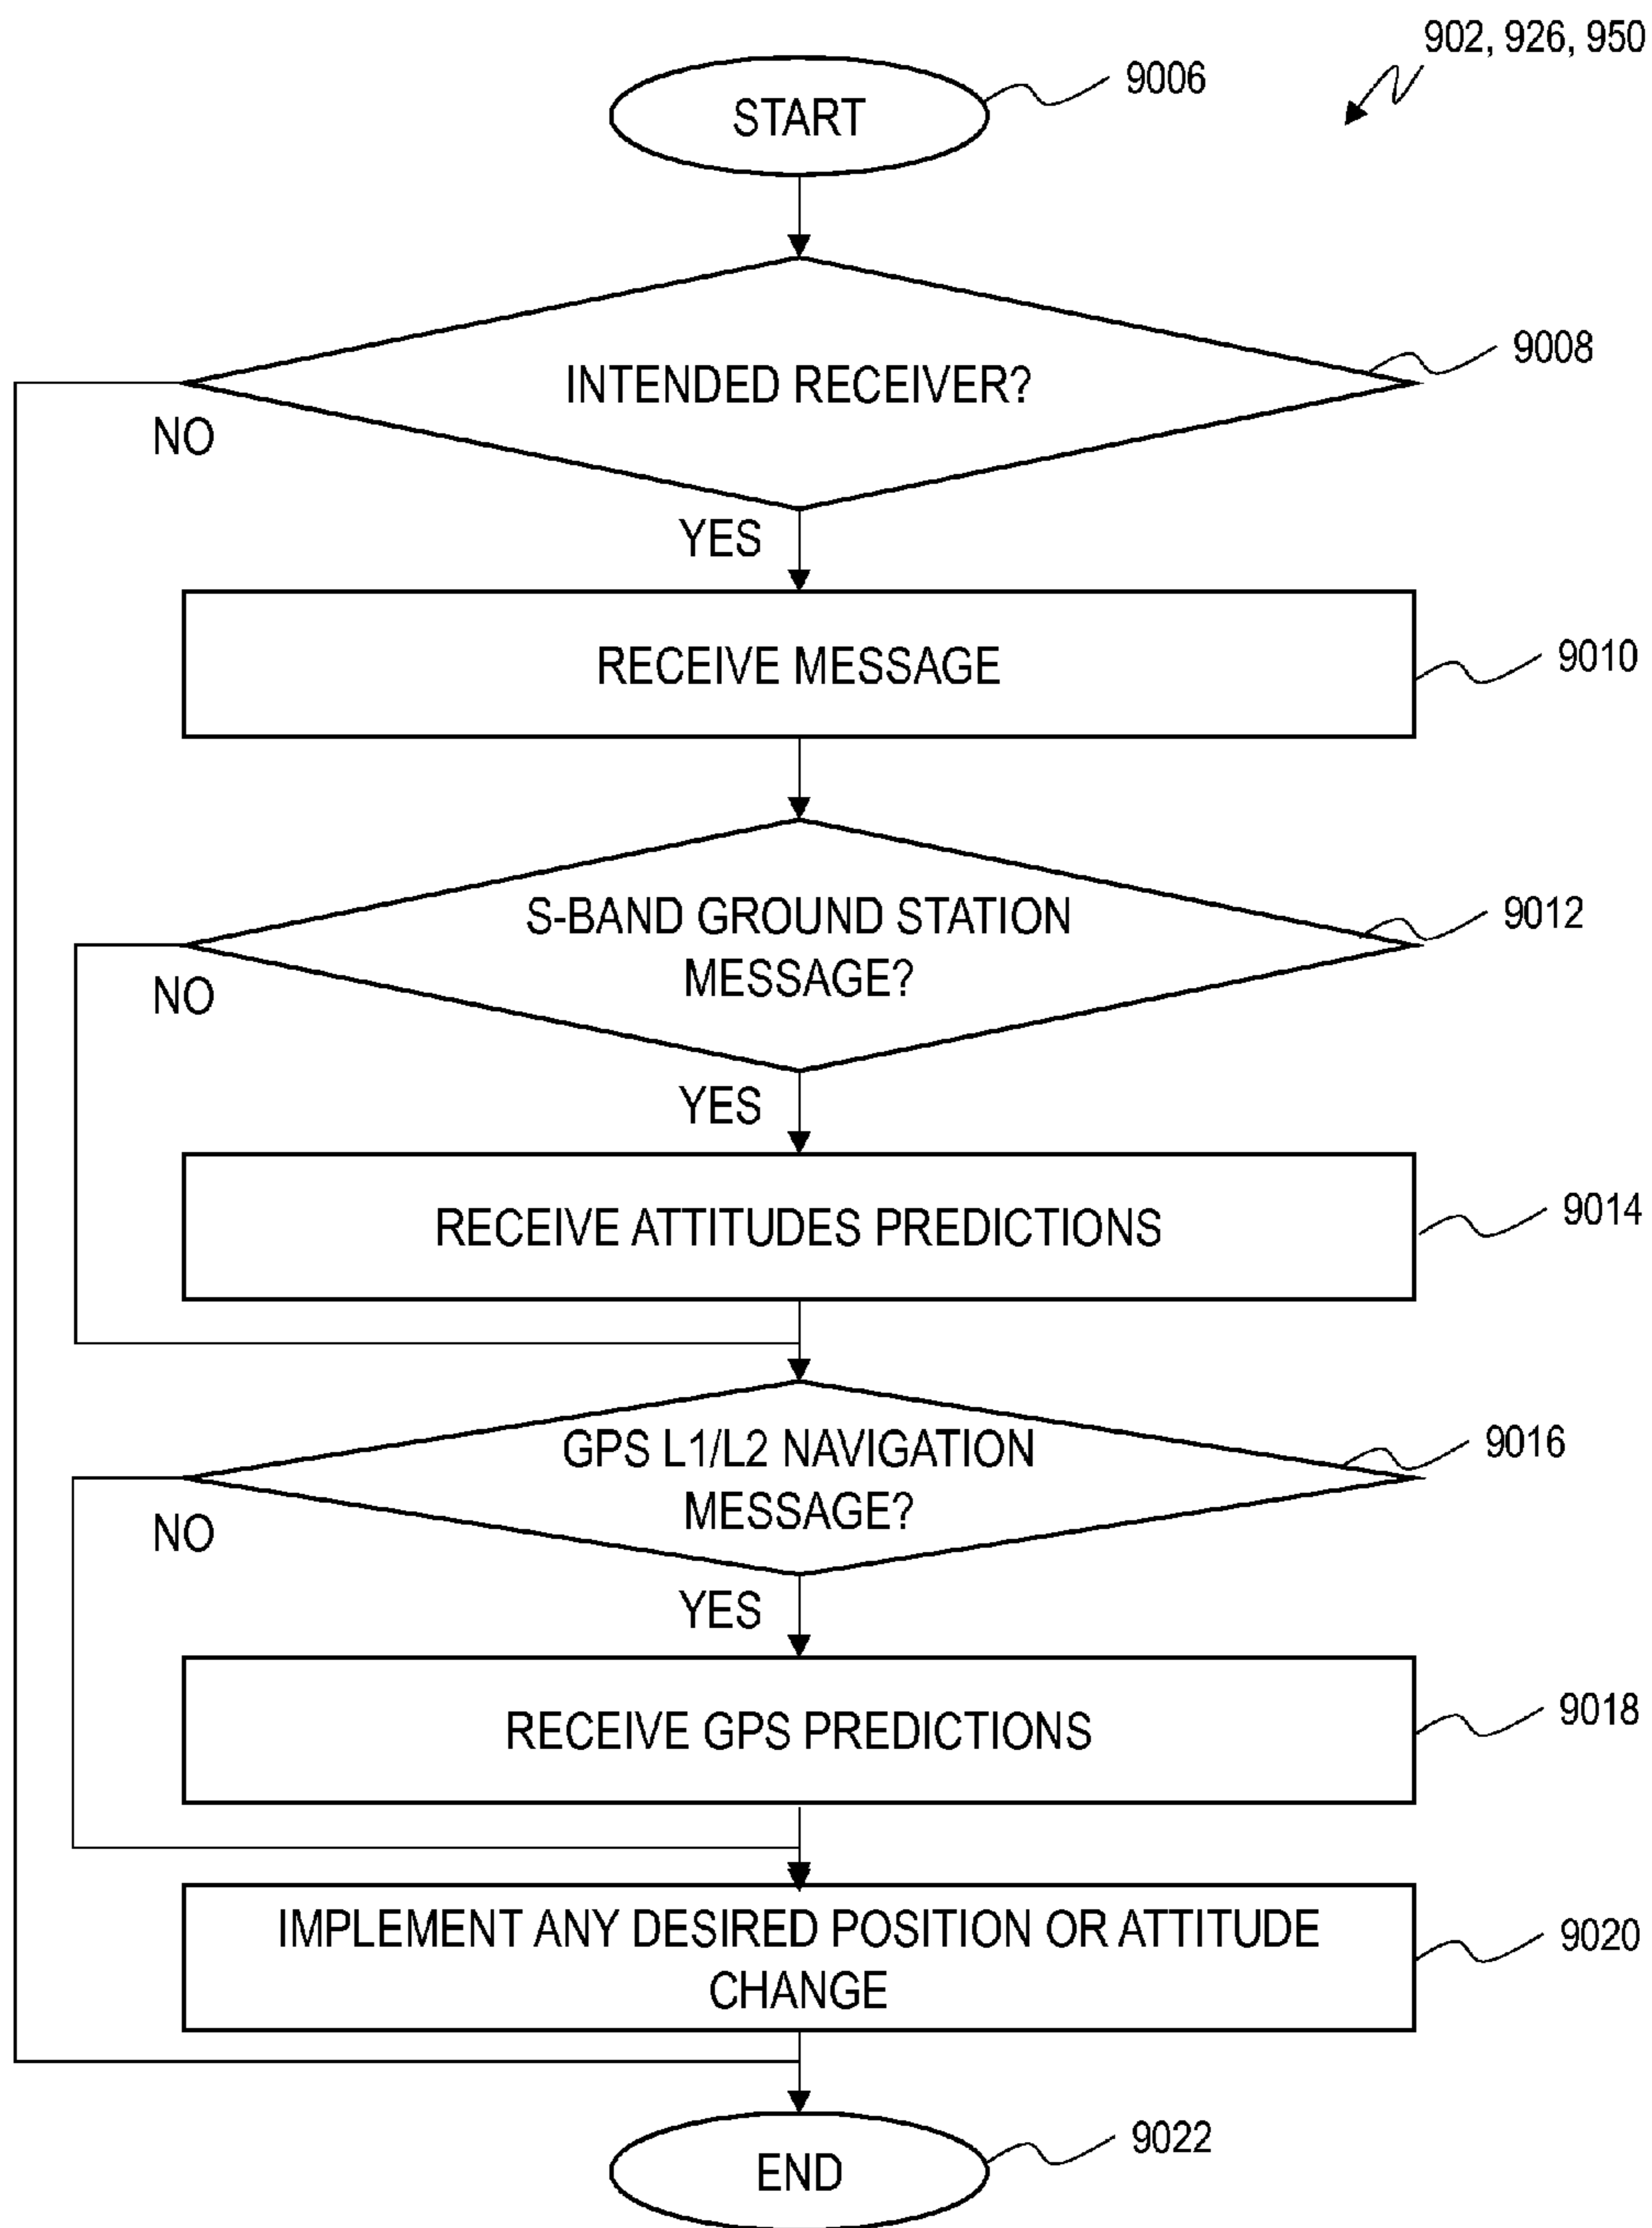 902, 926, 950
START
9006
INTENDED RECEIVER?
9008
NO
YES
RECEIVE MESSAGE
9010
S-BAND GROUND STATION
MESSAGE?
9012
NO
YES
RECEIVE ATTITUDES PREDICTIONS
9014
GPS L1/L2 NAVIGATION
MESSAGE?
9016
NO
YES
RECEIVE GPS PREDICTIONS
9018
IMPLEMENT ANY DESIRED POSITION OR ATTITUDE
CHANGE
9020
END
9022